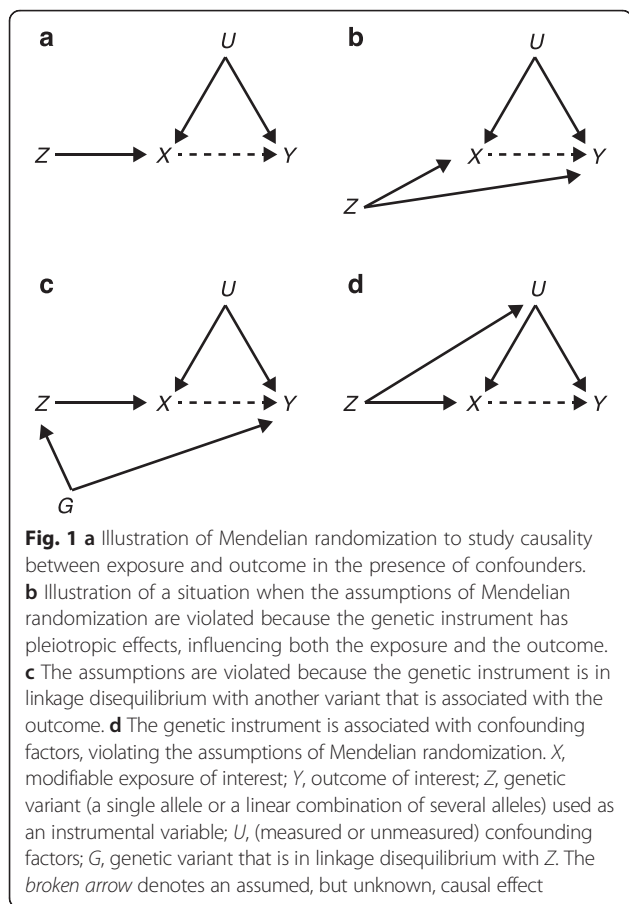 a
U
Z X Y
b
U
X Y
Z
c
U
Z X Y
G
d
U
Z X Y
Fig. 1 a Illustration of Mendelian randomization to study causality
between exposure and outcome in the presence of confounders.
b Illustration of a situation when the assumptions of Mendelian
randomization are violated because the genetic instrument has
pleiotropic effects, influencing both the exposure and the outcome.
c The assumptions are violated because the genetic instrument is in
linkage disequilibrium with another variant that is associated with the
outcome. d The genetic instrument is associated with confounding
factors, violating the assumptions of Mendelian randomization. X,
modifiable exposure of interest; Y, outcome of interest; Z, genetic
variant (a single allele or a linear combination of several alleles) used as
an instrumental variable; U, (measured or unmeasured) confounding
factors; G, genetic variant that is in linkage disequilibrium with Z. The
broken arrow denotes an assumed, but unknown, causal effect